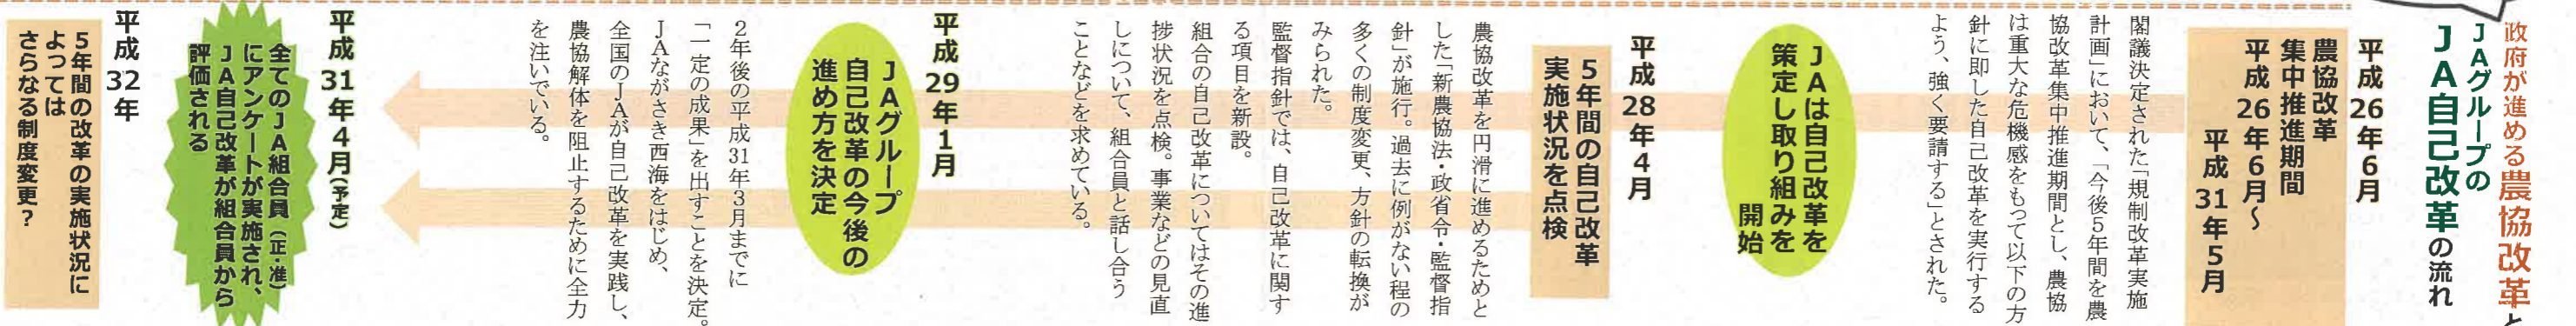 政府が進める農協改革と
JAグループの
JA自己改革の流れ
平成26年6月
農協改革
集中推進期間
平成26年6月〜
平成31年5月
閣議決定された「規制改革実施
計画」において、「今後5年間を農
協改革集中推進期間とし、農協
は重大な危機感をもって以下の方
針に即した自己改革を実行する
よう、強く要請する」とされた。
JAは自己改革を
策定し取り組みを
開始
平成28年4月
5年間の自己改革
実施状況を点検
農協改革を円滑に進めるためと
した「新農協法・政省令・監督指
針」が施行。過去に例がない程の
多くの制度変更、方針の転換が
みられた。
監督指針では、自己改革に関す
る項目を新設。
組合の自己改革についてはその進
捗状況を点検。事業などの見直
しについて、組合員と話し合う
ことなどを求めている。
平成29年1月
JAグループ
自己改革の今後の
進め方を決定
2年後の平成31年3月までに
「一定の成果」を出すことを決定。
JAながさき西海をはじめ、
全国のJAが自己改革を実践し、
農協解体を阻止するために全力
を注いでいる。
平成31年4月(予定)
全てのJA組合員(正・准)
にアンケートが実施され、
JA自己改革が組合員から
評価される
平成32年
5年間の改革の実施状況に
よっては
さらなる制度変更?